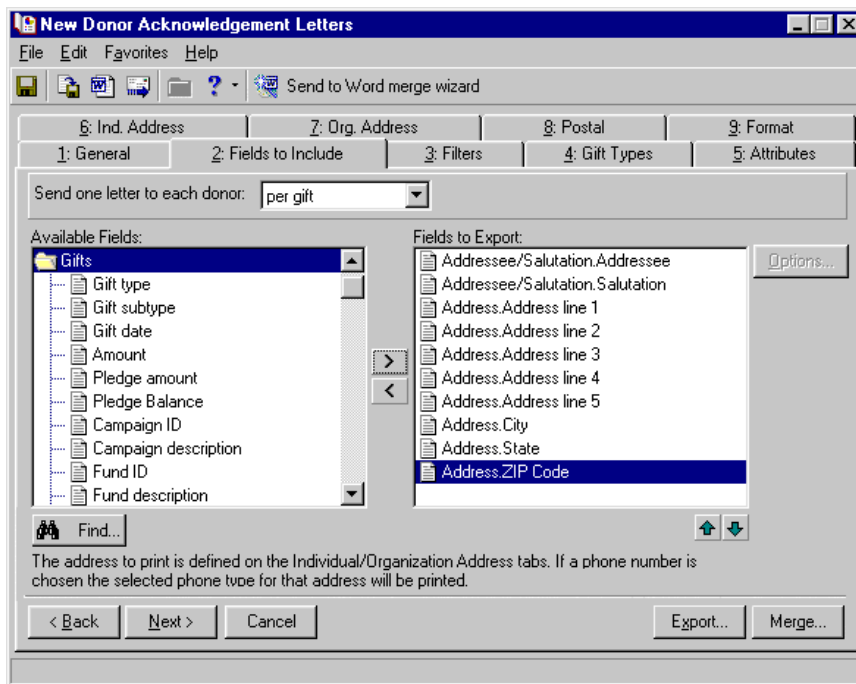 New Donor Acknowledgement Letters
File Edit Favorites Help
? Send to Word merge wizard
6: Ind. Address 7: Org. Address 8: Postal 9: Format
1: General 2: Fields to Include 3: Filters 4: Gift Types 5: Attributes
Send one letter to each donor: per gift
Available Fields: Fields to Export:
Gifts Addressee/Salutation.Addressee Options...
Gift type Addressee/Salutation.Salutation
Gift subtype Address.Address line 1
Gift date Address.Address line 2
Amount Address.Address line 3
> 
Pledge amount Address.Address line 4
Pledge Balance Address.Address line 5
<
Campaign ID Address.City
Campaign description Address.State
Fund ID Address.ZIP Code
Fund description
Find...
The address to print is defined on the Individual/Organization Address tabs. If a phone number is
chosen the selected phone type for that address will be printed.
< Back Next > Cancel Export... Merge...